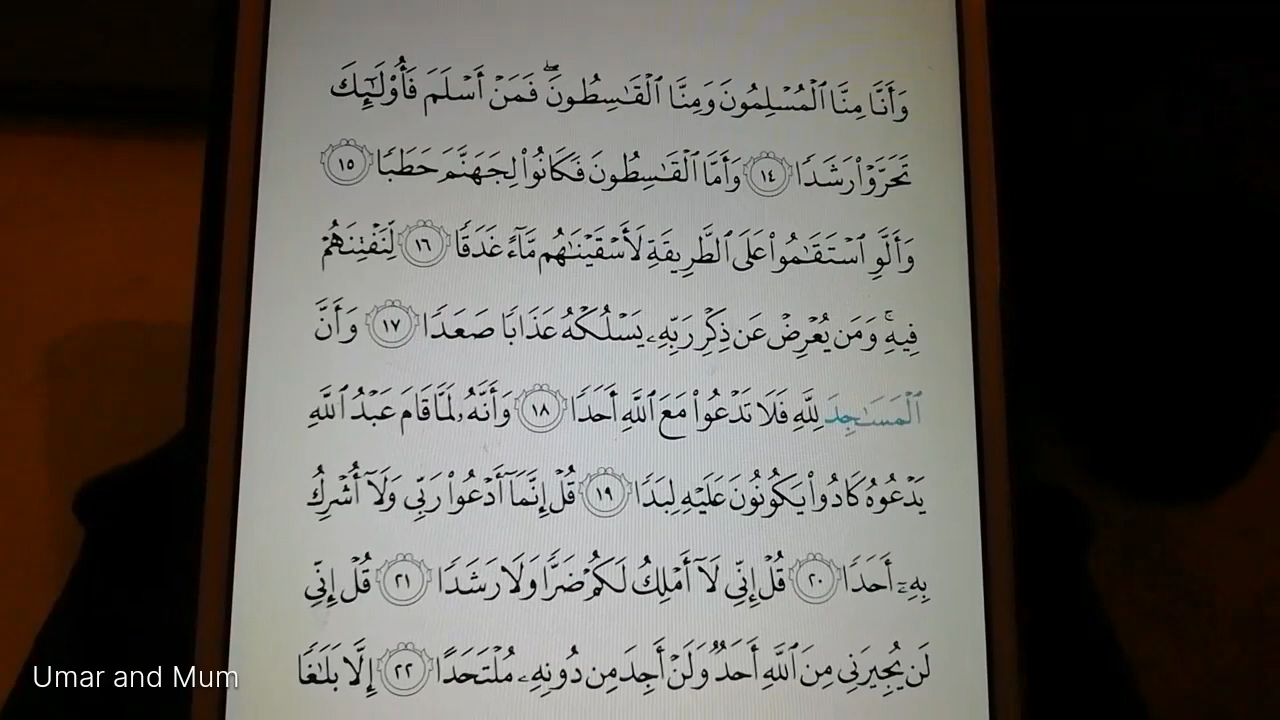 وَأَنَّا مِنَّا ٱلْمُسْلِمُونَ وَمِنَّا ٱلْقَـٰسِطُونَ ۖ فَمَنْ أَسْلَمَ فَأُو۟لَـٰٓئِكَ
تَحَرَّوْا۟ رَشَدًا ١٤ وَأَمَّا ٱلْقَـٰسِطُونَ فَكَانُوا۟ لِجَهَنَّمَ حَطَبًا ١٥
وَأَلَّوِ ٱسْتَقَـٰمُوا۟ عَلَى ٱلطَّرِيقَةِ لَأَسْقَيْنَـٰهُم مَّآءً غَدَقًا ١٦ لِّنَفْتِنَهُمْ
فِيهِ ۚ وَمَن يُعْرِضْ عَن ذِكْرِ رَبِّهِۦ يَسْلُكْهُ عَذَابًا صَعَدًا ١٧ وَأَنَّ
ٱلْمَسَـٰجِدَ لِلَّهِ فَلَا تَدْعُوا۟ مَعَ ٱللَّهِ أَحَدًا ١٨ وَأَنَّهُۥ لَمَّا قَامَ عَبْدُ ٱللَّهِ
يَدْعُوهُ كَادُوا۟ يَكُونُونَ عَلَيْهِ لِبَدًا ١٩ قُلْ إِنَّمَآ أَدْعُوا۟ رَبِّى وَلَآ أُشْرِكُ
بِهِۦٓ أَحَدًا ٢٠ قُلْ إِنِّى لَآ أَمْلِكُ لَكُمْ ضَرًّا وَلَا رَشَدًا ٢١ قُلْ إِنِّى
لَن يُجِيرَنِى مِنَ ٱللَّهِ أَحَدٌ وَلَنْ أَجِدَ مِن دُونِهِۦ مُلْتَحَدًا ٢٢ إِلَّا بَلَـٰغًا
Umar and Mum